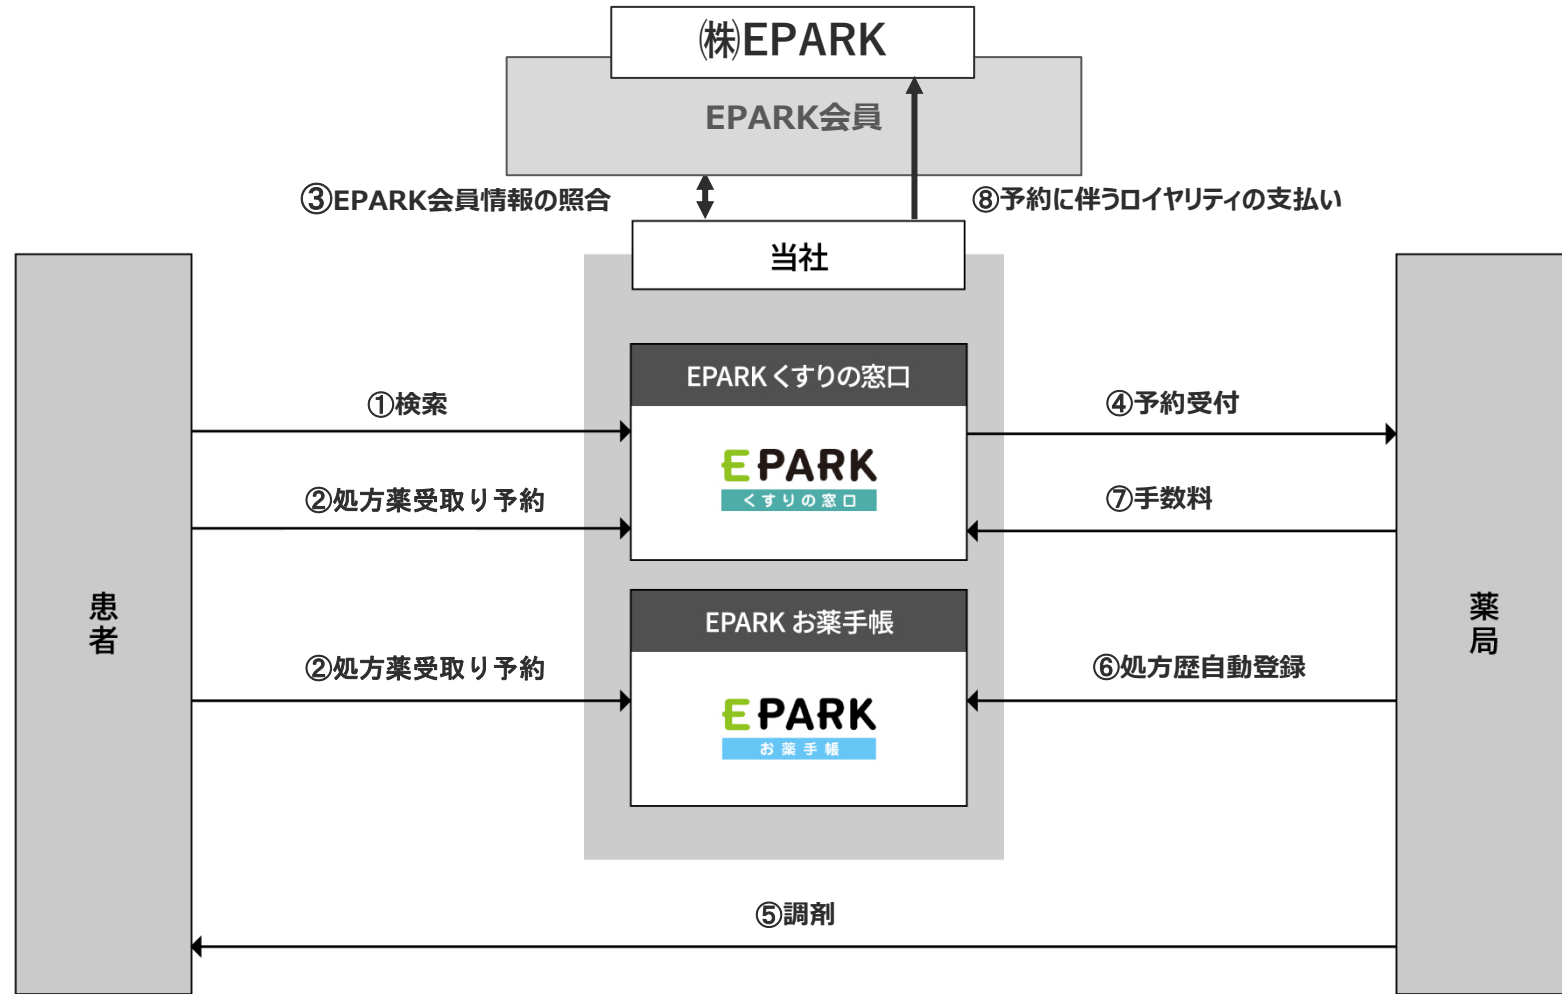 ㈱EPARK
EPARK会員
③EPARK会員情報の照合
⑧予約に伴うロイヤリティの支払い
当社
EPARK くすりの窓口
①検索
④予約受付
EPARK
くすりの窓口
②処方薬受取り予約
⑦手数料
患者
薬局
EPARK お薬手帳
②処方薬受取り予約
⑥処方歴自動登録
EPARK
お薬手帳
⑤調剤